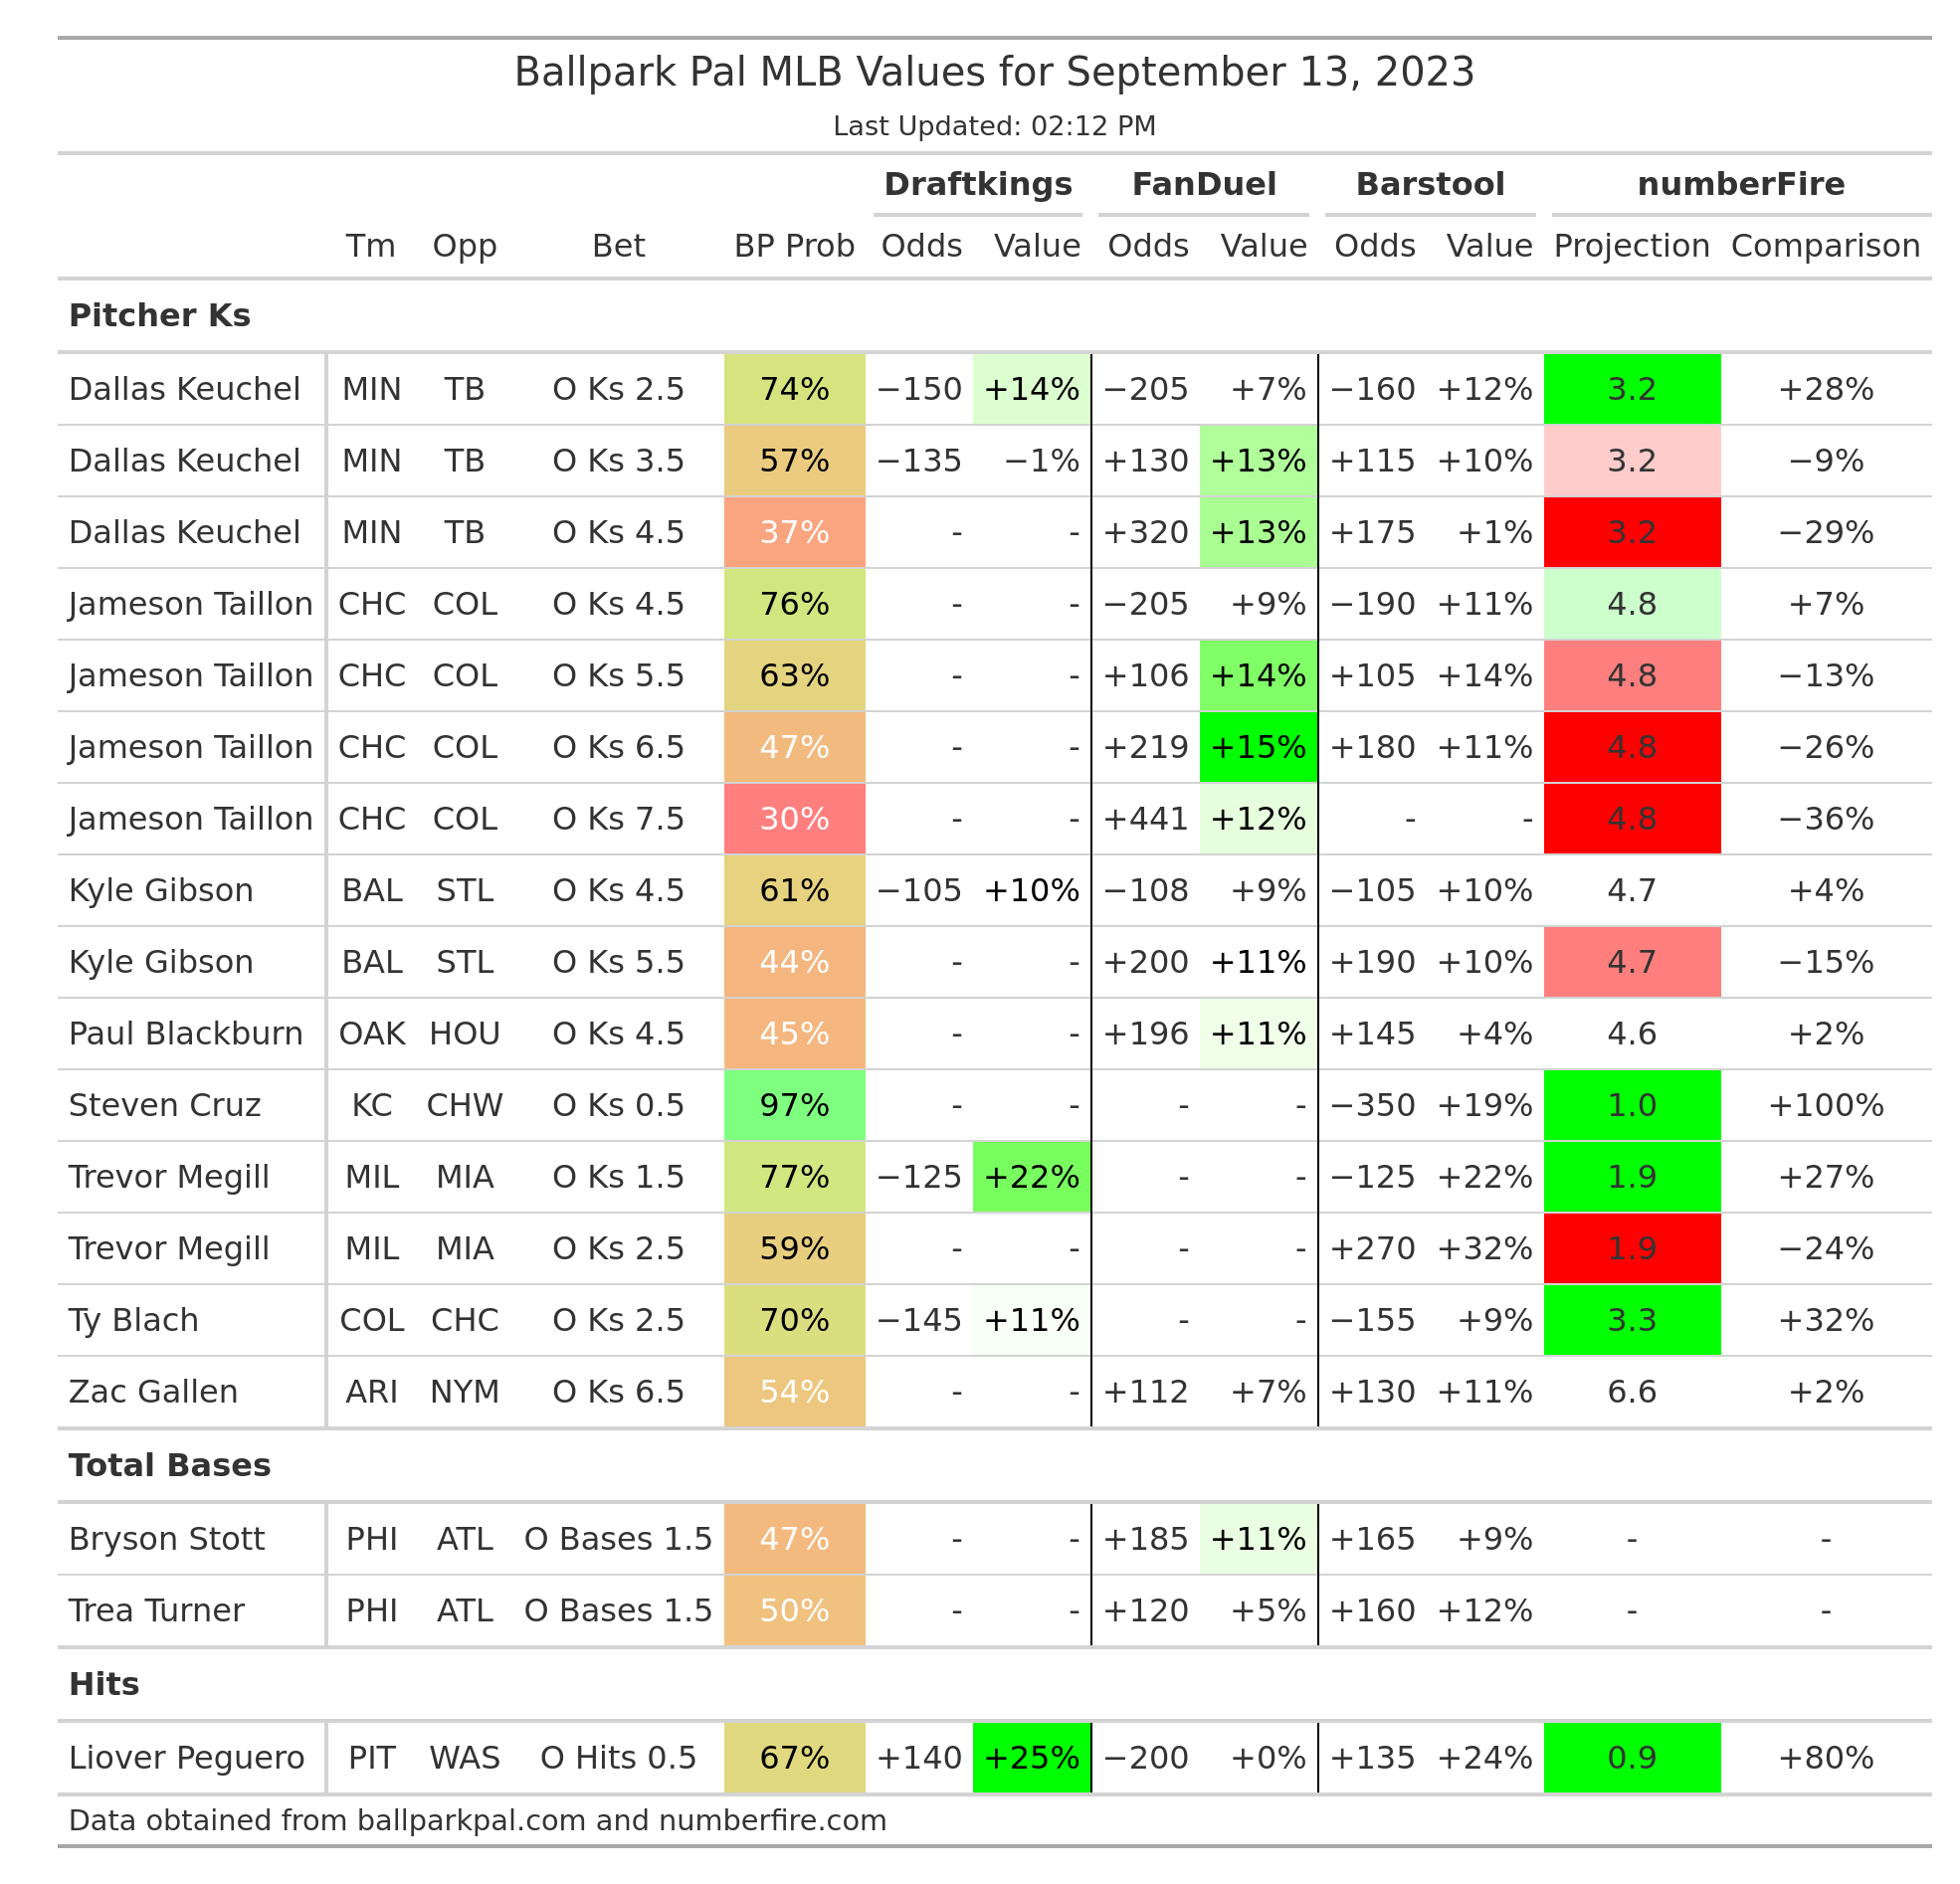 Ballpark Pal MLB Values for September 13, 2023
Last Updated: 02:12 PM
Draftkings FanDuel Barstool numberFire
Tm Opp Bet BP Prob Odds Value Odds Value Odds Value Projection Comparison
Pitcher Ks
Dallas Keuchel MIN TB O Ks 2.5 74% −150 +14% −205 +7% −160 +12% 3.2 +28%
Dallas Keuchel MIN TB O Ks 3.5 57% −135 −1% +130 +13% +115 +10% 3.2 −9%
Dallas Keuchel MIN TB O Ks 4.5 37% - - +320 +13% +175 +1% 3.2 −29%
Jameson Taillon CHC COL O Ks 4.5 76% - - −205 +9% −190 +11% 4.8 +7%
Jameson Taillon CHC COL O Ks 5.5 63% - - +106 +14% +105 +14% 4.8 −13%
Jameson Taillon CHC COL O Ks 6.5 47% - - +219 +15% +180 +11% 4.8 −26%
Jameson Taillon CHC COL O Ks 7.5 30% - - +441 +12% - - 4.8 −36%
Kyle Gibson BAL STL O Ks 4.5 61% −105 +10% −108 +9% −105 +10% 4.7 +4%
Kyle Gibson BAL STL O Ks 5.5 44% - - +200 +11% +190 +10% 4.7 −15%
Paul Blackburn OAK HOU O Ks 4.5 45% - - +196 +11% +145 +4% 4.6 +2%
Steven Cruz KC CHW O Ks 0.5 97% - - - - −350 +19% 1.0 +100%
Trevor Megill MIL MIA O Ks 1.5 77% −125 +22% - - −125 +22% 1.9 +27%
Trevor Megill MIL MIA O Ks 2.5 59% - - - - +270 +32% 1.9 −24%
Ty Blach COL CHC O Ks 2.5 70% −145 +11% - - −155 +9% 3.3 +32%
Zac Gallen ARI NYM O Ks 6.5 54% - - +112 +7% +130 +11% 6.6 +2%
Total Bases
Bryson Stott PHI ATL O Bases 1.5 47% - - +185 +11% +165 +9% - -
Trea Turner PHI ATL O Bases 1.5 50% - - +120 +5% +160 +12% - -
Hits
Liover Peguero PIT WAS O Hits 0.5 67% +140 +25% −200 +0% +135 +24% 0.9 +80%
Data obtained from ballparkpal.com and numberfire.com